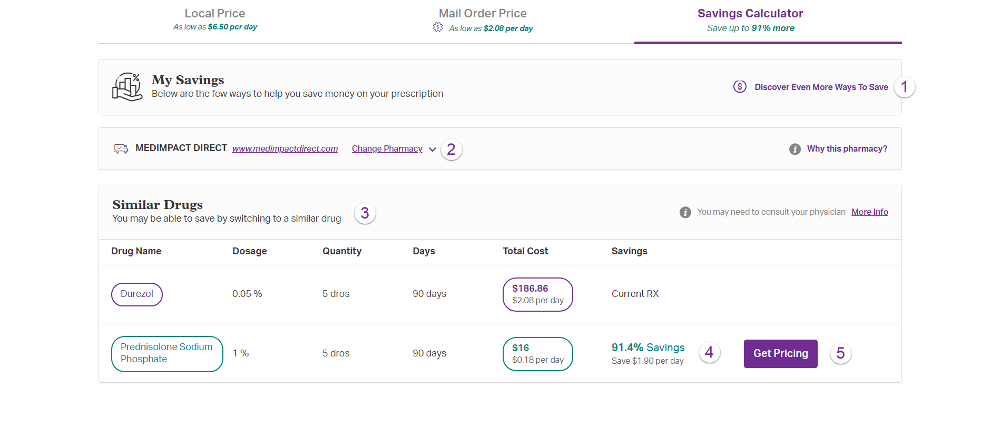 Local Price
As low as $6.50 per day
Mail Order Price
As low as $2.08 per day
Savings Calculator
Save up to 91% more
My Savings
Below are the few ways to help you save money on your prescription
Discover Even More Ways To Save 1
MEDIMPACT DIRECT www.medimpactdirect.com Change Pharmacy 2 Why this pharmacy?
Similar Drugs
You may be able to save by switching to a similar drug 3
You may need to consult your physician More Info
Drug Name Dosage Quantity Days Total Cost Savings
Durezol 0.05 % 5 dros 90 days $186.86 Current RX
$2.08 per day
Prednisolone Sodium
Phosphate
1 % 5 dros 90 days
$16
$0.18 per day
91.4% Savings
Save $1.90 per day
4
Get Pricing 5